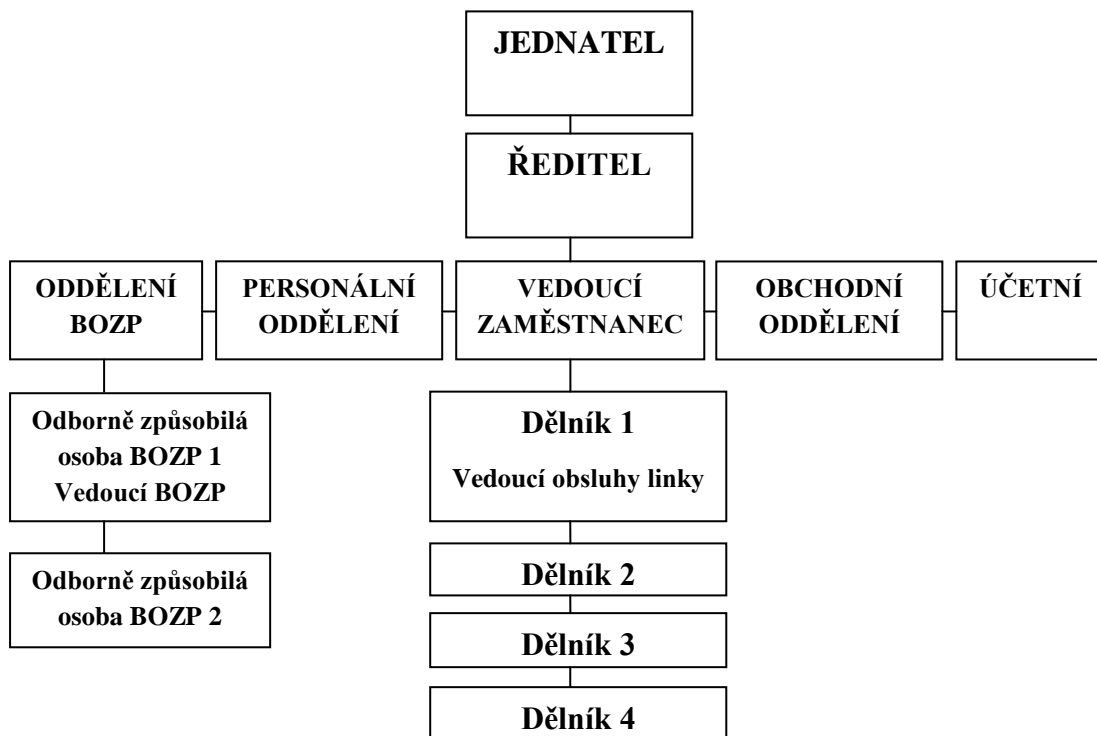 JEDNATEL
ŘEDITEL
ODDĚLENÍ
BOZP
PERSONÁLNÍ
ODDĚLENÍ
VEDOUCÍ
ZAMĚSTNANEC
OBCHODNÍ
ODDĚLENÍ
ÚČETNÍ
Odborně způsobilá
osoba BOZP 1
Vedoucí BOZP
Odborně způsobilá
osoba BOZP 2
Dělník 1
Vedoucí obsluhy linky
Dělník 2
Dělník 3
Dělník 4